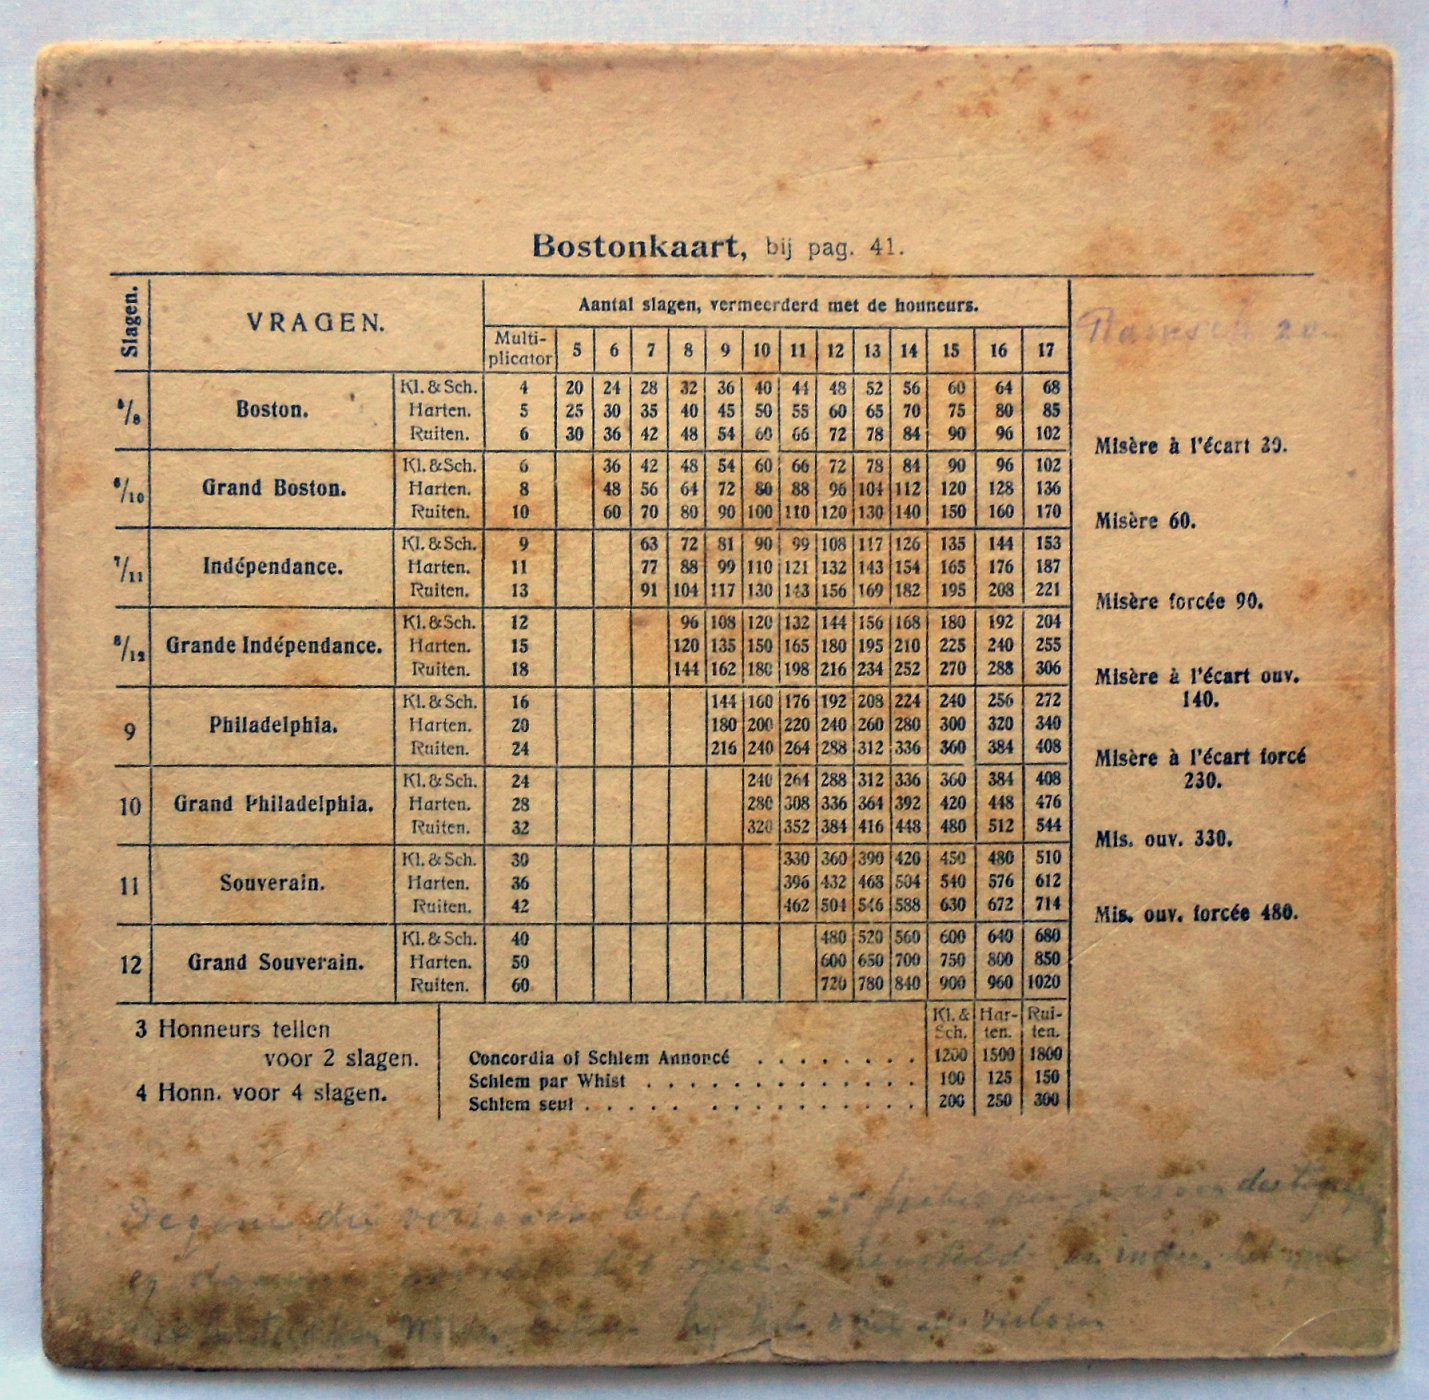 Bostonkaart, bij pag. 41.
Slagen. VRAGEN. Aantal slagen, vermeerderd met de honneurs.
Multi-
plicator 5 6 7 8 9 10 11 12 13 14 15 16 17
5/8 Boston. Kl. & Sch. 4 20 24 28 32 36 40 44 48 52 56 60 64 68
Harten. 5 25 30 35 40 45 50 55 60 65 70 75 80 85
Ruiten. 6 30 36 42 48 54 60 66 72 78 84 90 96 102
Misère à l'écart 30.
6/10 Grand Boston. Kl. & Sch. 6 36 42 48 54 60 66 72 78 84 90 96 102
Harten. 8 48 56 64 72 80 88 96 104 112 120 128 136
Ruiten. 10 60 70 80 90 100 110 120 130 140 150 160 170
Misère 60.
7/11 Indépendance. Kl. & Sch. 9 63 72 81 90 99 108 117 126 135 144 153
Harten. 11 77 88 99 110 121 132 143 154 165 176 187
Ruiten. 13 91 104 117 130 143 156 169 182 195 208 221
Misère forcée 90.
8/12 Grande Indépendance. Kl. & Sch. 12 96 108 120 132 144 156 168 180 192 204
Harten. 15 120 135 150 165 180 195 210 225 240 255
Ruiten. 18 144 162 180 198 216 234 252 270 288 306
Misère à l'écart ouv.
140.
9 Philadelphia. Kl. & Sch. 16 144 160 176 192 208 224 240 256 272
Harten. 20 180 200 220 240 260 280 300 320 340
Ruiten. 24 216 240 264 288 312 336 360 384 408
Misère à l'écart forcé
230.
10 Grand Philadelphia. Kl. & Sch. 24 240 264 288 312 336 360 384 408
Harten. 28 280 308 336 364 392 420 448 476
Ruiten. 32 320 352 384 416 448 480 512 544
Mis. ouv. 330.
11 Souverain. Kl. & Sch. 30 330 360 390 420 450 480 510
Harten. 36 396 432 468 504 540 576 612
Ruiten. 42 462 504 546 588 630 672 714
Mis. ouv. forcée 480.
12 Grand Souverain. Kl. & Sch. 40 480 520 560 600 640 680
Harten. 50 600 650 700 750 800 850
Ruiten. 60 720 780 840 900 960 1020
3 Honneurs tellen
voor 2 slagen.
4 Honn. voor 4 slagen.
Kl. & Har- Rui-
Sch. ten. ten.
Concordia of Schlem Annoncé . . . . . . . 1200 1500 1800
Schlem par Whist . . . . . . . . . . . . . 100 125 150
Schlem seul . . . . . . . . . . . . . 200 250 300